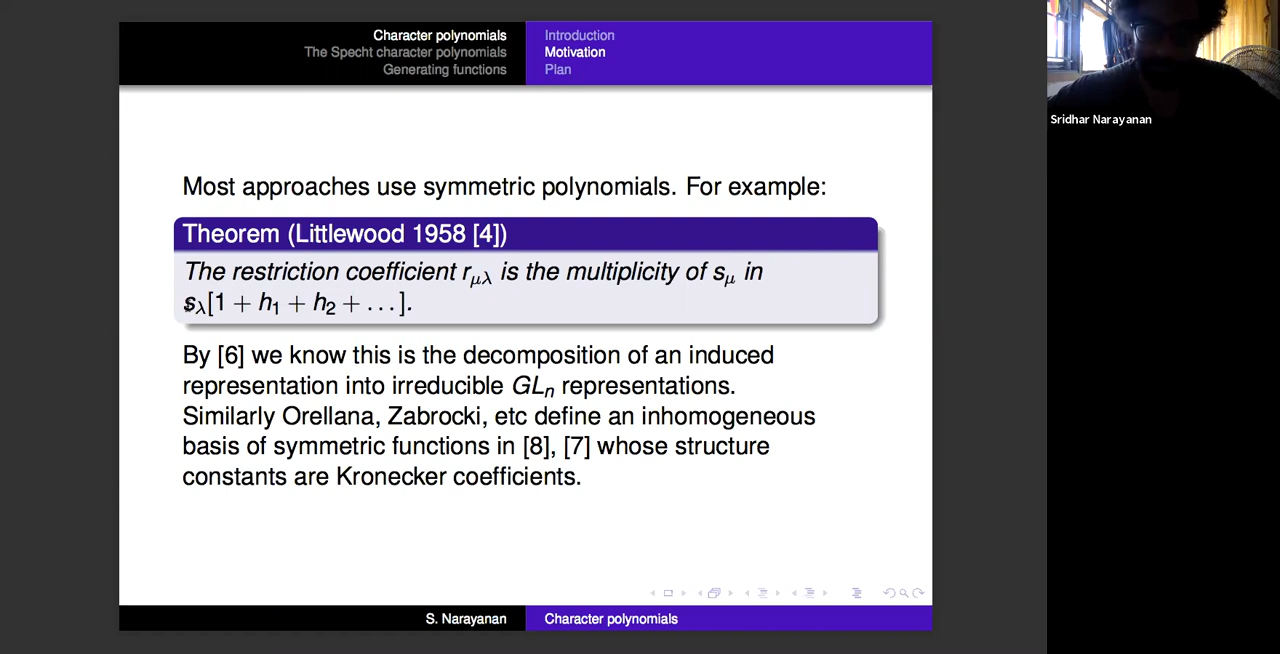 Character polynomials
The Specht character polynomials
Generating functions
Introduction
Motivation
Plan
Sridhar Narayanan
Most approaches use symmetric polynomials. For example:
Theorem (Littlewood 1958 [4])
The restriction coefficient r_{μλ} is the multiplicity of s_μ in
s_λ[1 + h₁ + h₂ + . . .].
By [6] we know this is the decomposition of an induced
representation into irreducible GL_n representations.
Similarly Orellana, Zabrocki, etc define an inhomogeneous
basis of symmetric functions in [8], [7] whose structure
constants are Kronecker coefficients.
S. Narayanan
Character polynomials